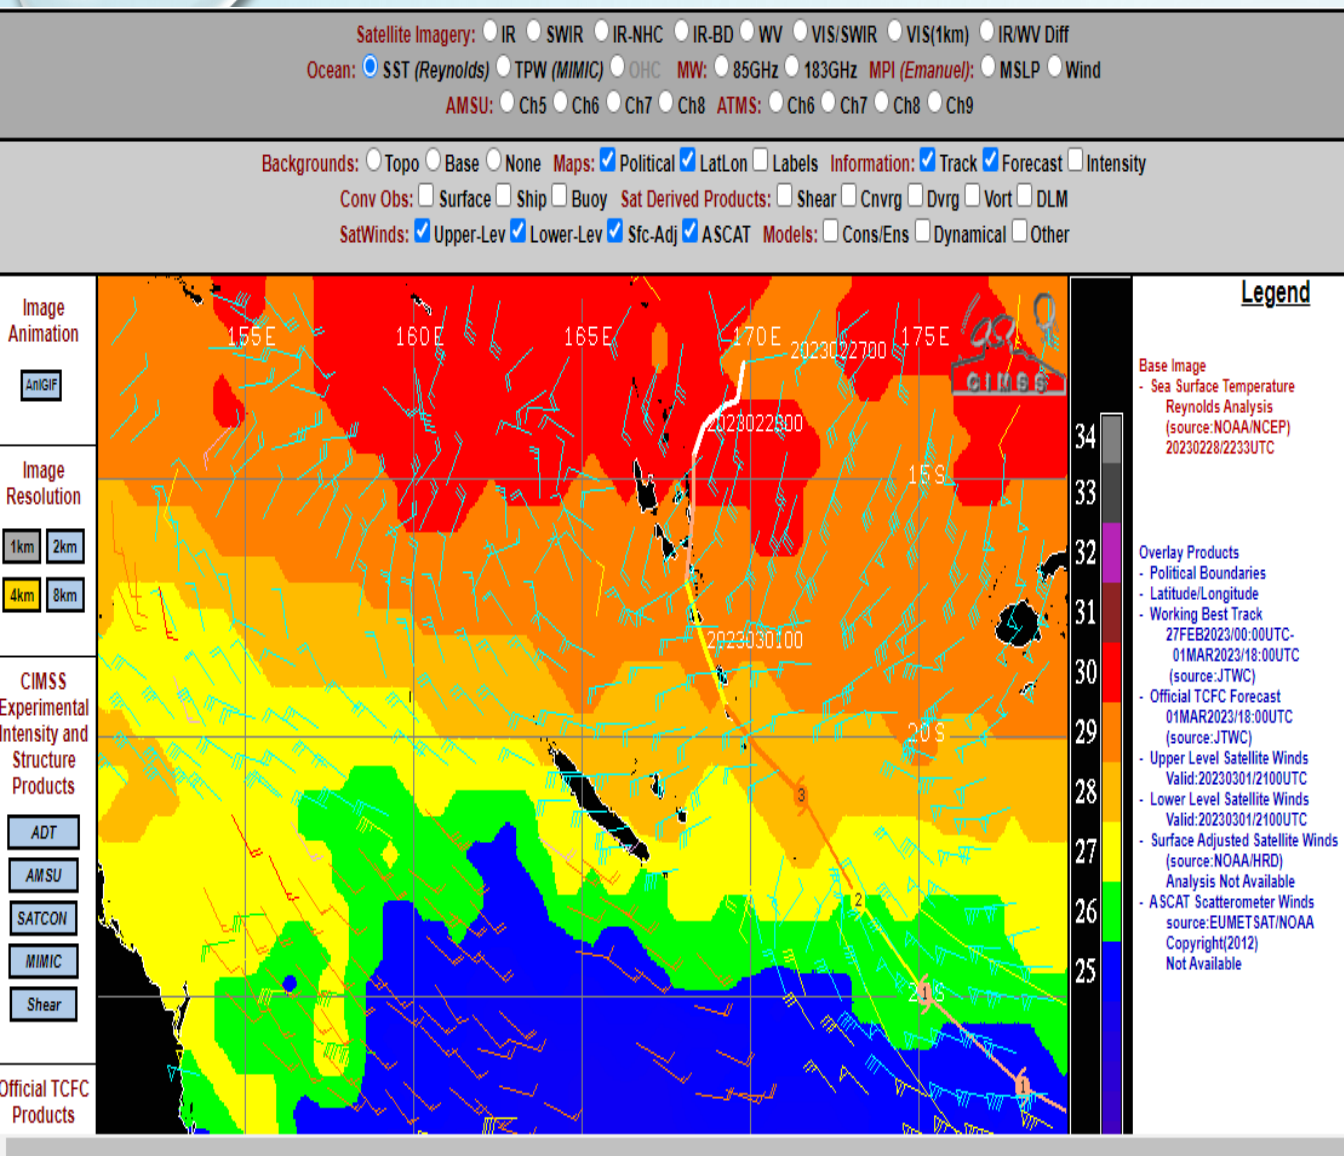 Satellite Imagery: IR SWIR IR-NHC IR-BD WV VIS/SWIR VIS(1km) IR/WV Diff
Ocean: SST (Reynolds) TPW (MIMIC) OHC MW: 85GHz 183GHz MPI (Emanuel): MSLP Wind
AMSU: Ch5 Ch6 Ch7 Ch8 ATMS: Ch6 Ch7 Ch8 Ch9
Backgrounds: Topo Base None Maps: Political LatLon Labels Information: Track Forecast Intensity
Conv Obs: Surface Ship Buoy Sat Derived Products: Shear Cnvrg Dvrg Vort DLM
SatWinds: Upper-Lev Lower-Lev Sfc-Adj ASCAT Models: Cons/Ens Dynamical Other
Image
Animation
AniGIF
Image
Resolution
1km 2km
4km 8km
CIMSS
Experimental
Intensity and
Structure
Products
ADT
AMSU
SATCON
MIMIC
Shear
Official TCFC
Products
155E 160E 165E 170E 175E
2023022700
2023022800
15S
2023030100
20S
3
2
1
1
CIMSS
34
33
32
31
30
29
28
27
26
25
Legend
Base Image
- Sea Surface Temperature
Reynolds Analysis
(source:NOAA/NCEP)
20230228/2233UTC
Overlay Products
- Political Boundaries
- Latitude/Longitude
- Working Best Track
27FEB2023/00:00UTC-
01MAR2023/18:00UTC
(source:JTWC)
- Official TCFC Forecast
01MAR2023/18:00UTC
(source:JTWC)
- Upper Level Satellite Winds
Valid:20230301/2100UTC
- Lower Level Satellite Winds
Valid:20230301/2100UTC
- Surface Adjusted Satellite Winds
(source:NOAA/HRD)
Analysis Not Available
- ASCAT Scatterometer Winds
source:EUMETSAT/NOAA
Copyright(2012)
Not Available